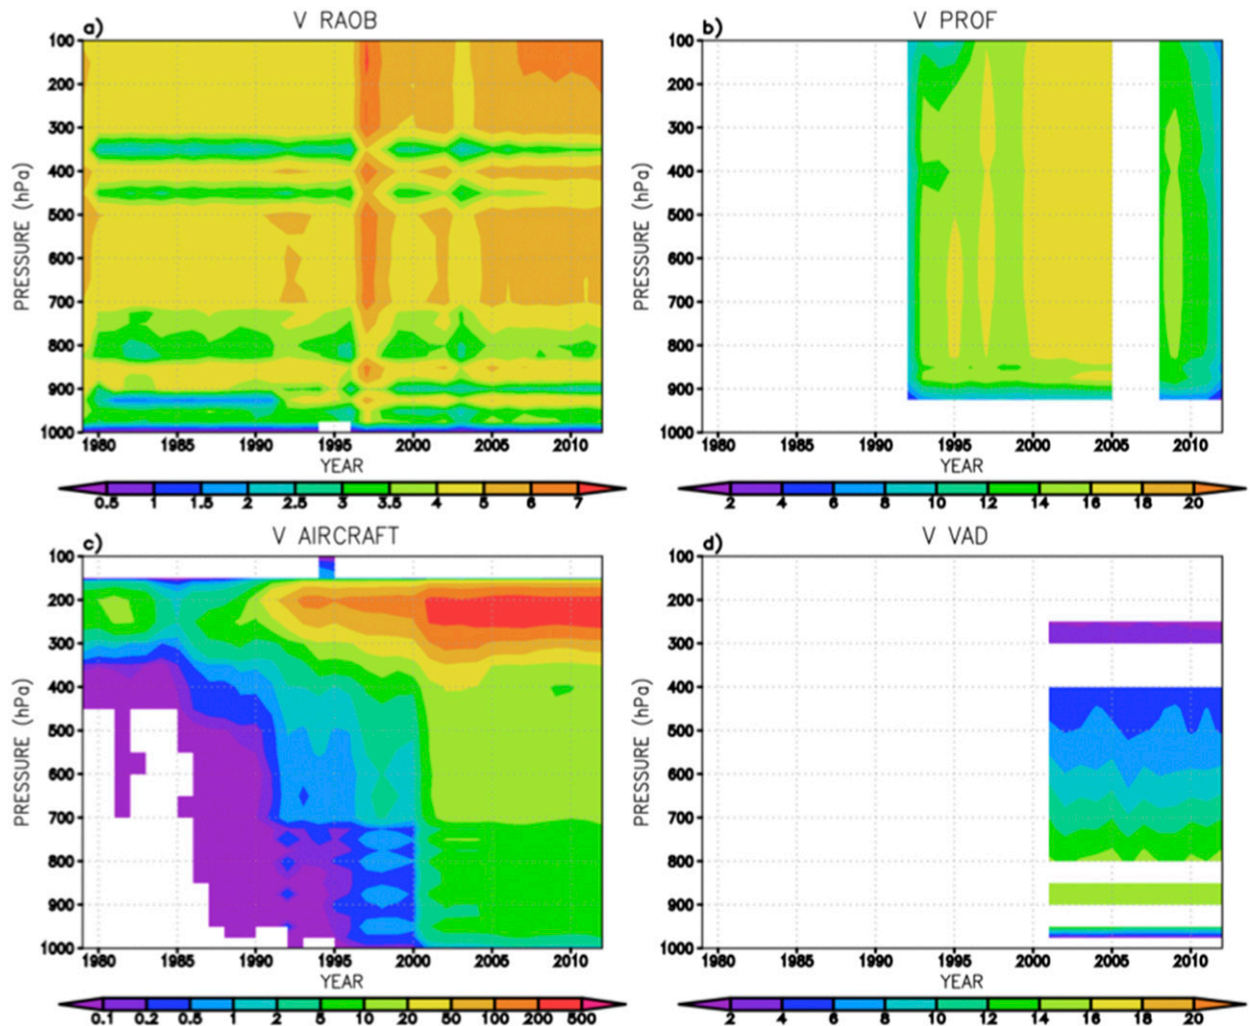 a) V RAOB
100
200
300
400
500
600
700
800
900
1000
PRESSURE (hPa)
1980 1985 1990 1995 2000 2005 2010
YEAR
0.5 1 1.5 2 2.5 3 3.5 4 5 6 7
b) V PROF
100
200
300
400
500
600
700
800
900
1000
PRESSURE (hPa)
1980 1985 1990 1995 2000 2005 2010
YEAR
2 4 6 8 10 12 14 16 18 20
c) V AIRCRAFT
100
200
300
400
500
600
700
800
900
1000
PRESSURE (hPa)
1980 1985 1990 1995 2000 2005 2010
YEAR
0.1 0.2 0.5 1 2 5 10 20 50 100 200 500
d) V VAD
100
200
300
400
500
600
700
800
900
1000
PRESSURE (hPa)
1980 1985 1990 1995 2000 2005 2010
YEAR
2 4 6 8 10 12 14 16 18 20